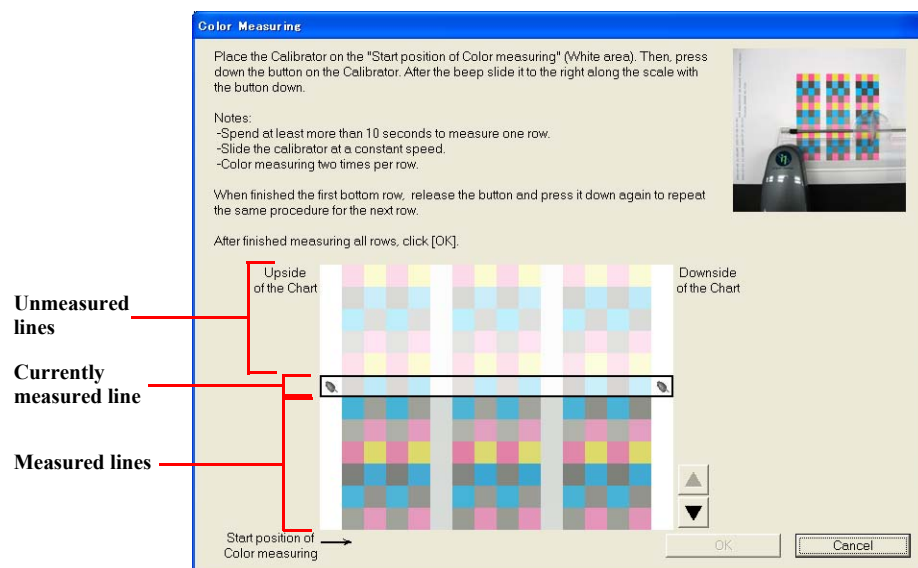 Color Measuring
Place the Calibrator on the "Start position of Color measuring" (White area). Then, press
down the button on the Calibrator. After the beep slide it to the right along the scale with
the button down.
Notes:
-Spend at least more than 10 seconds to measure one row.
-Slide the calibrator at a constant speed.
-Color measuring two times per row.
When finished the first bottom row, release the button and press it down again to repeat
the same procedure for the next row.
After finished measuring all rows, click [OK].
Upside
of the Chart
Downside
of the Chart
Unmeasured
lines
Currently
measured line
Measured lines
Start position of
Color measuring
OK
Cancel